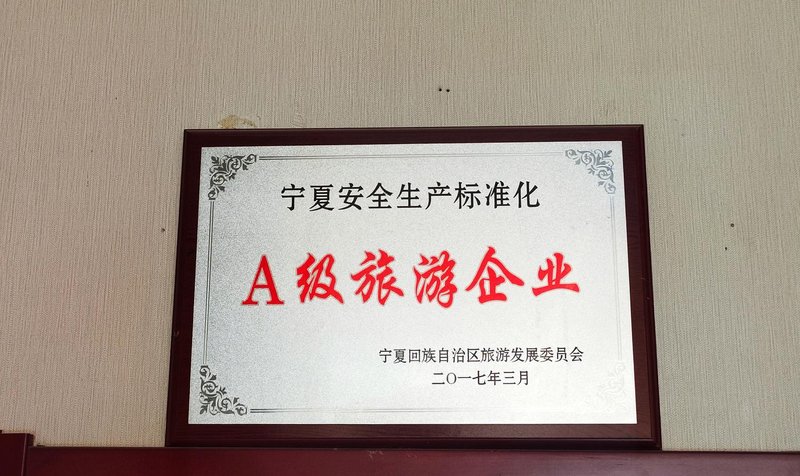 宁夏安全生产标准化
A级旅游企业
宁夏回族自治区旅游发展委员会
二〇一七年三月